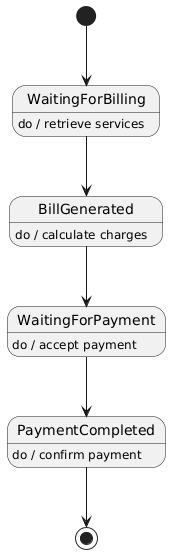 WaitingForBilling
do / retrieve services
BillGenerated
do / calculate charges
WaitingForPayment
do / accept payment
PaymentCompleted
do / confirm payment